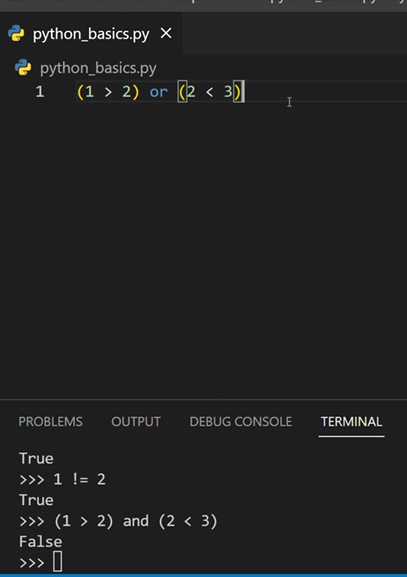 python_basics.py ×
python_basics.py
1 (1 > 2) or (2 < 3)
PROBLEMS OUTPUT DEBUG CONSOLE TERMINAL
True
>>> 1 != 2
True
>>> (1 > 2) and (2 < 3)
False
>>>